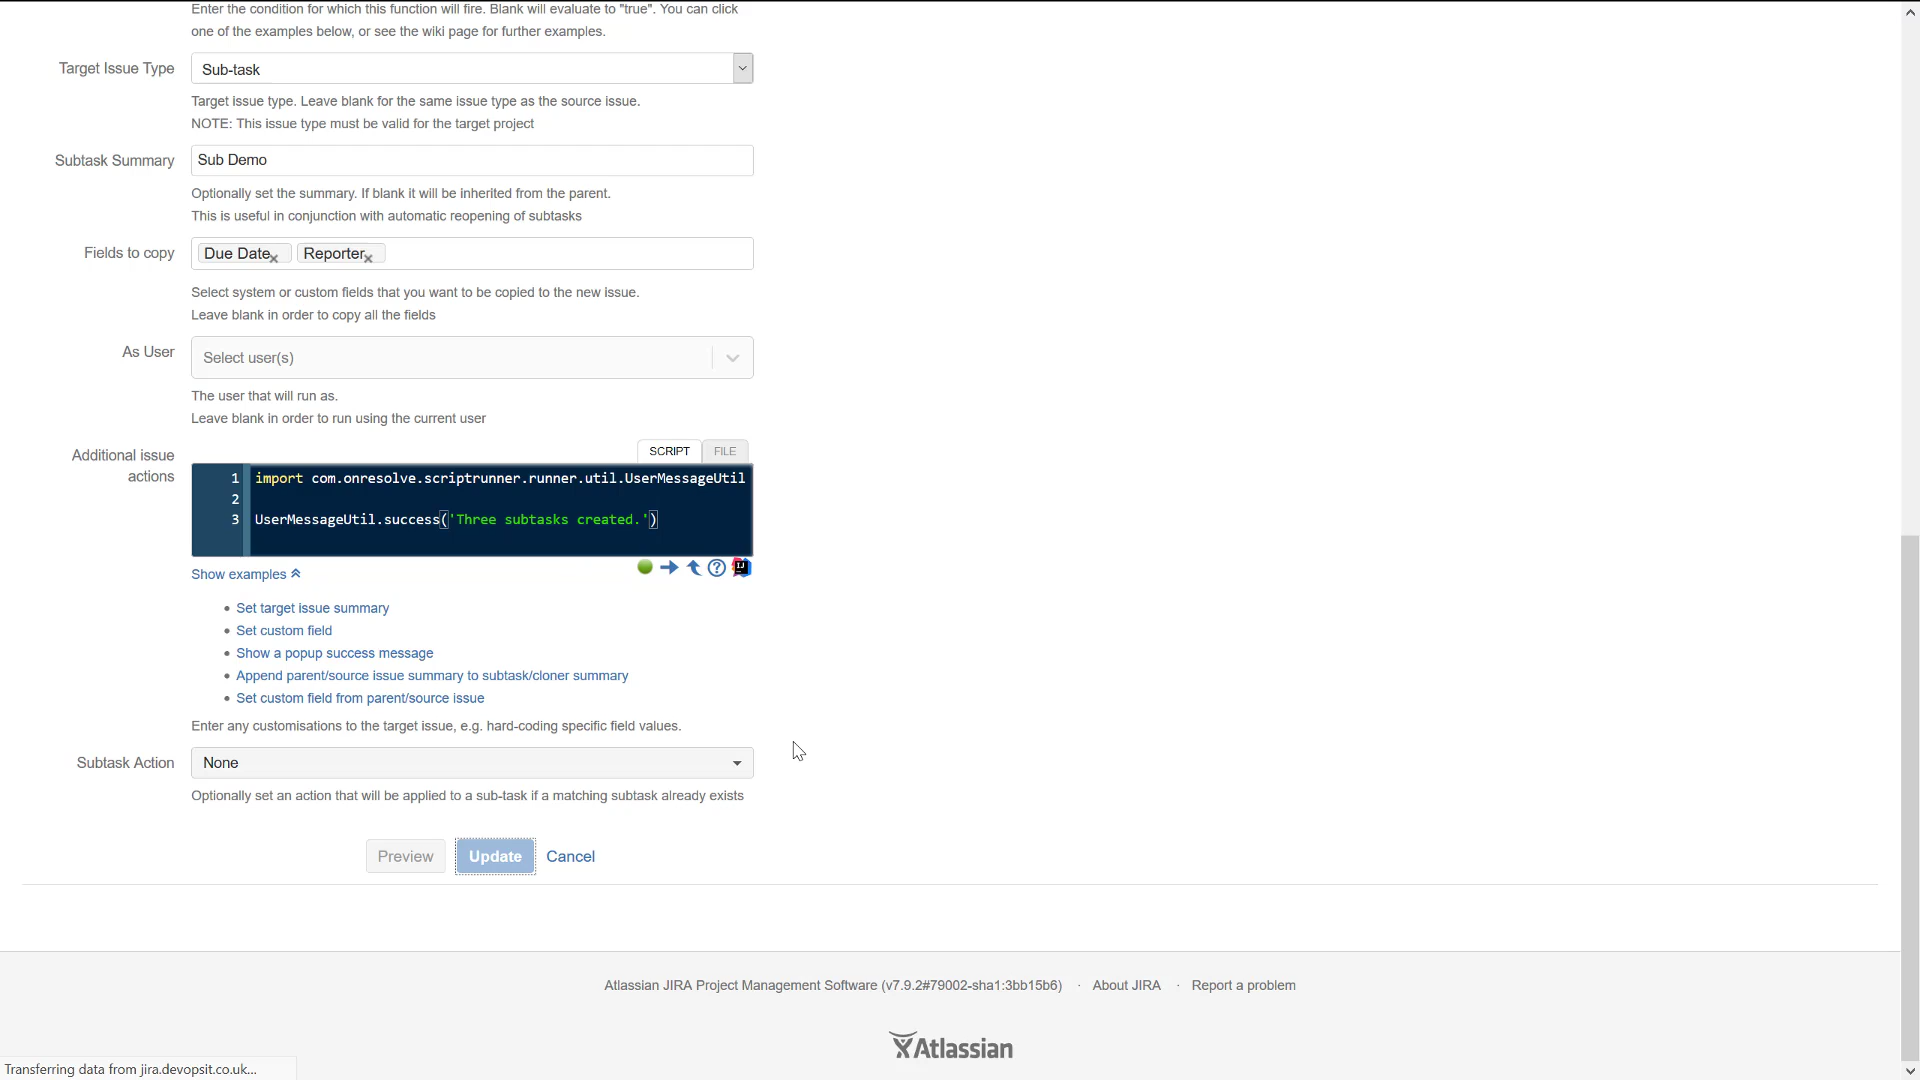 Enter the condition for which this function will fire. Blank will evaluate to "true". You can click
one of the examples below, or see the wiki page for further examples.
Target Issue Type
Sub-task
Target issue type. Leave blank for the same issue type as the source issue.
NOTE: This issue type must be valid for the target project
Subtask Summary
Sub Demo
Optionally set the summary. If blank it will be inherited from the parent.
This is useful in conjunction with automatic reopening of subtasks
Fields to copy
Due Date
Reporter
Select system or custom fields that you want to be copied to the new issue.
Leave blank in order to copy all the fields
As User
Select user(s)
The user that will run as.
Leave blank in order to run using the current user
Additional issue
actions
SCRIPT
FILE
1 import com.onresolve.scriptrunner.runner.util.UserMessageUtil
2
3 UserMessageUtil.success('Three subtasks created.')
Show examples
Set target issue summary
Set custom field
Show a popup success message
Append parent/source issue summary to subtask/cloner summary
Set custom field from parent/source issue
Enter any customisations to the target issue, e.g. hard-coding specific field values.
Subtask Action
None
Optionally set an action that will be applied to a sub-task if a matching subtask already exists
Preview
Update
Cancel
Atlassian JIRA Project Management Software (v7.9.2#79002-sha1:3bb15b6) · About JIRA · Report a problem
Atlassian
Transferring data from jira.devopsit.co.uk...